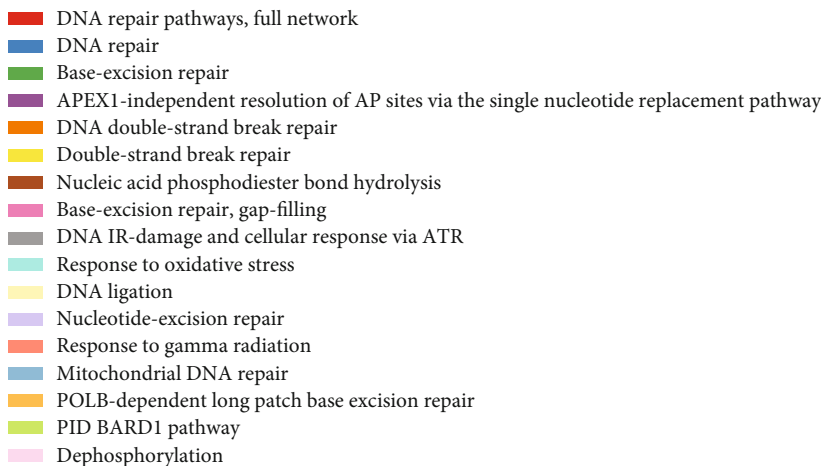 DNA repair pathways, full network
DNA repair
Base-excision repair
APEX1-independent resolution of AP sites via the single nucleotide replacement pathway
DNA double-strand break repair
Double-strand break repair
Nucleic acid phosphodiester bond hydrolysis
Base-excision repair, gap-filling
DNA IR-damage and cellular response via ATR
Response to oxidative stress
DNA ligation
Nucleotide-excision repair
Response to gamma radiation
Mitochondrial DNA repair
POLB-dependent long patch base excision repair
PID BARD1 pathway
Dephosphorylation